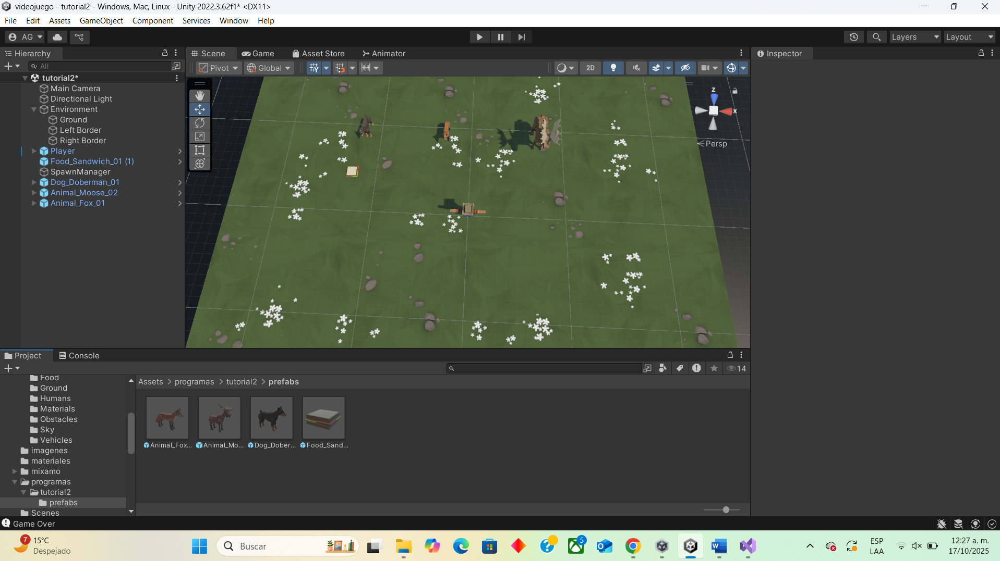 videojuego - tutorial2 - Windows, Mac, Linux - Unity 2022.3.62f1* <DX11>
File Edit Assets GameObject Component Services Window Help
AG
Layers
Layout
Hierarchy
All
tutorial2*
Main Camera
Directional Light
Environment
Ground
Left Border
Right Border
Player
Food_Sandwich_01 (1)
SpawnManager
Dog_Doberman_01
Animal_Moose_02
Animal_Fox_01
Scene
Game
Asset Store
Animator
Pivot
Global
2D
z
x
Persp
Inspector
Project
Console
14
Food
Ground
Humans
Materials
Obstacles
Sky
Vehicles
imagenes
materiales
mixamo
programas
tutorial2
prefabs
Scenes
Assets > programas > tutorial2 > prefabs
Animal_Fox...
Animal_Mo...
Dog_Dober...
Food_Sand...
Game Over
7
15°C
Despejado
Buscar
5
ESP
LAA
12:27 a. m.
17/10/2025